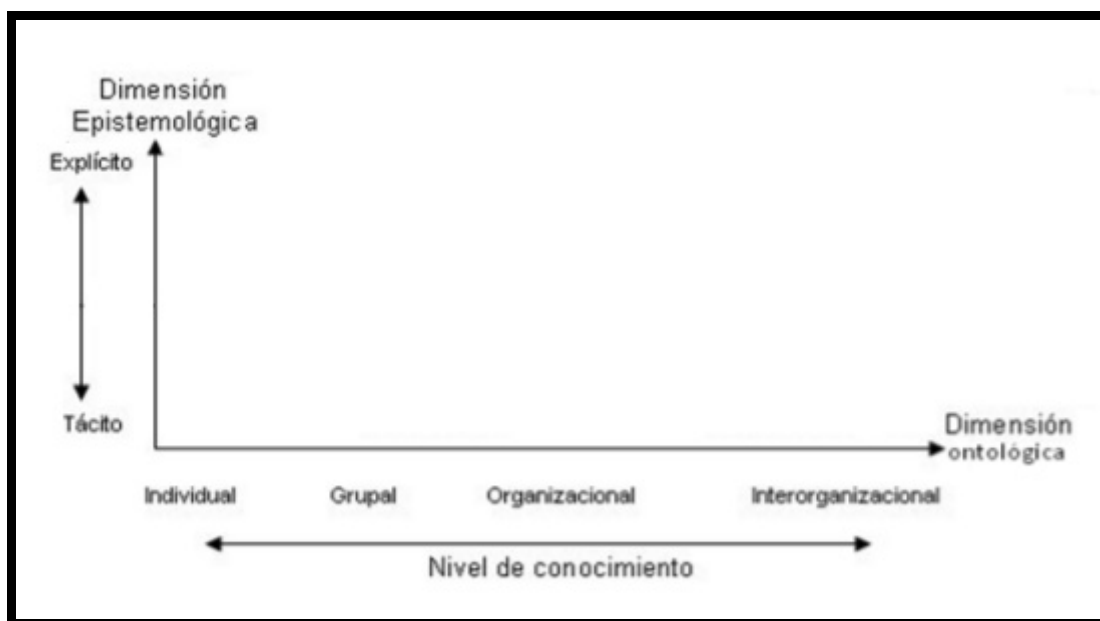 Dimensión
Epistemológica
Explícito
Tácito
Dimensión
ontológica
Individual
Grupal
Organizacional
Interorganizacional
Nivel de conocimiento